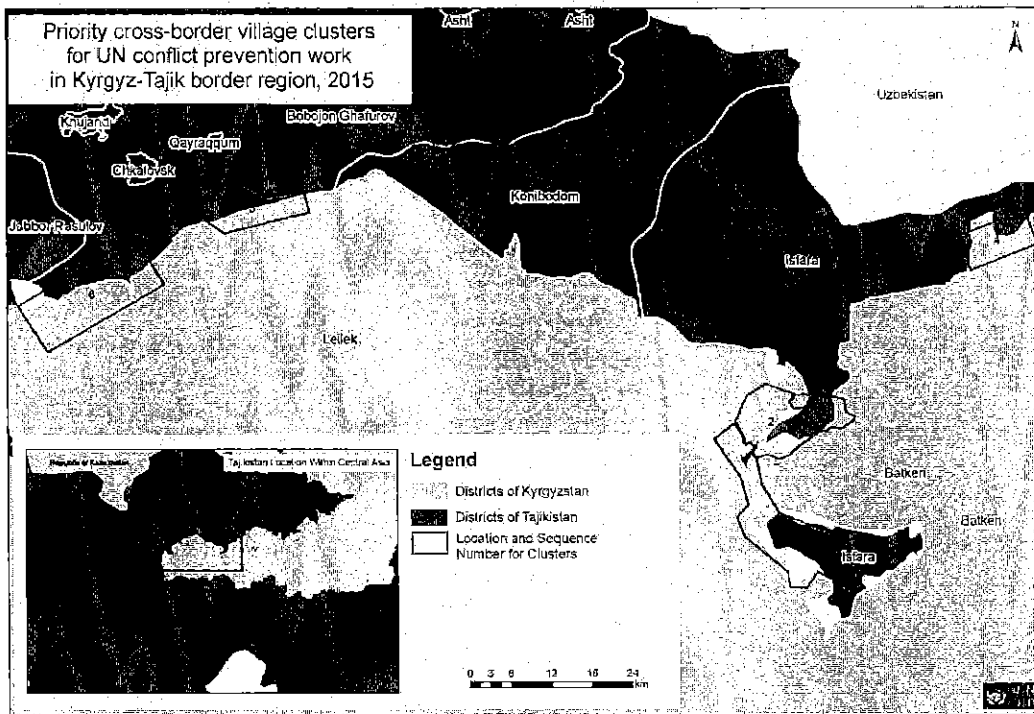 Priority cross-border village clusters
for UN conflict prevention work
in Kyrgyz-Tajik border region, 2015
Asht
Asht
N
Uzbekistan
Khujand
Qayraqqum
Bobojon Ghafurov
Chkalovsk
Konibodom
Jabbor Rasulov
Isfara
Leilek
2
Batken
Batken
Isfara
Tajikistan Location Within Central Asia
Legend
Districts of Kyrgyzstan
Districts of Tajikistan
Location and Sequence
Number for Clusters
0 3 6 12 18 24
km